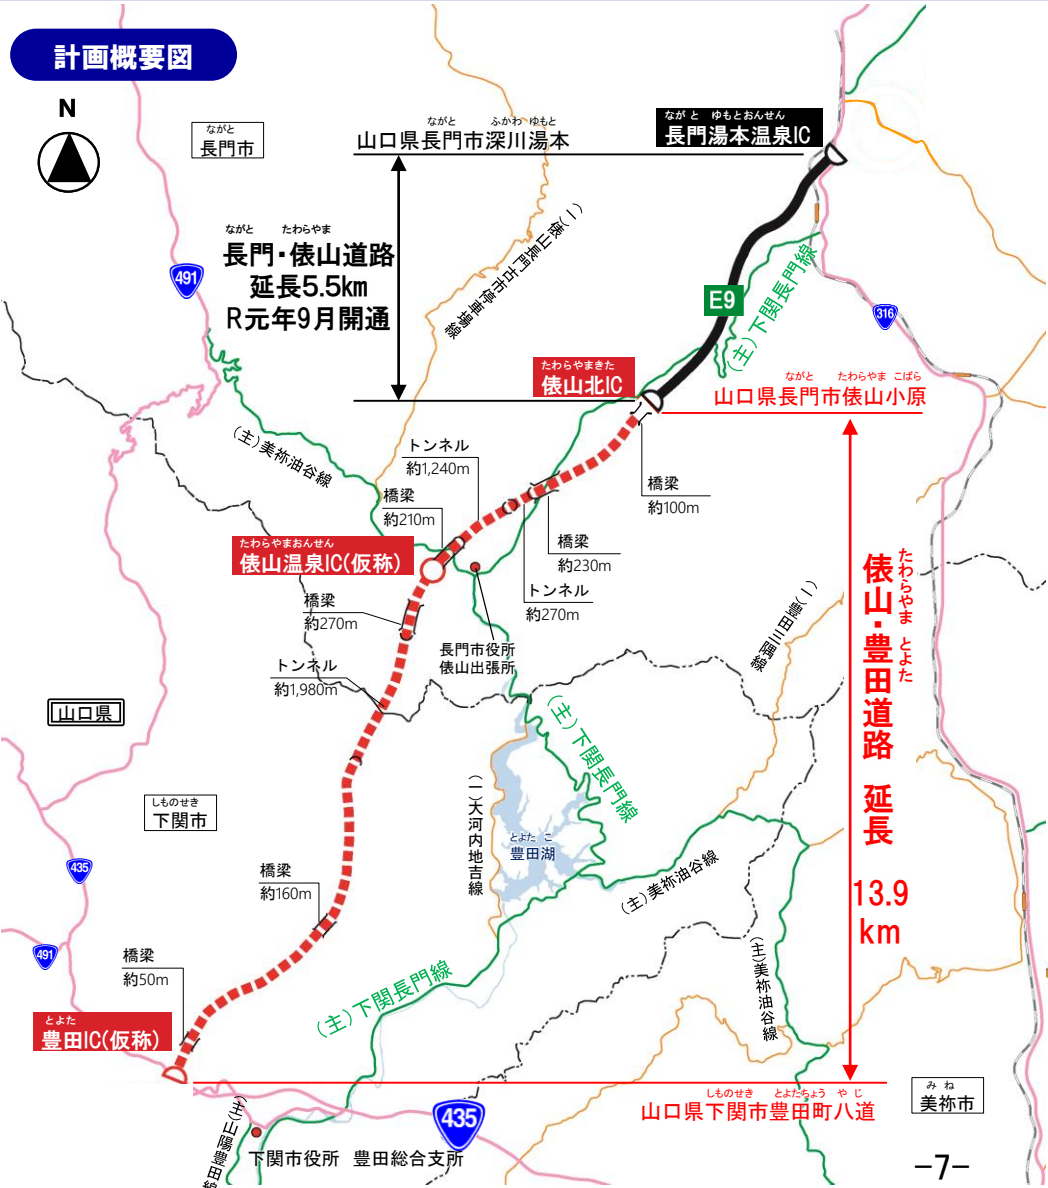 計画概要図
N
ながと
長門市
ながと ふかわ ゆもと
山口県長門市深川湯本
ながと ゆもとおんせん
長門湯本温泉IC
ながと たわらやま
長門・俵山道路
延長5.5km
R元年9月開通
(一)俵山長門古市停車場線
491
E9
(主)下関長門線
316
たわらやまきた
俵山北IC
ながと たわらやま こばら
山口県長門市俵山小原
(主)美祢油谷線
トンネル
約1,240m
橋梁
約210m
橋梁
約100m
たわらやまおんせん
俵山温泉IC(仮称)
橋梁
約230m
トンネル
約270m
橋梁
約270m
長門市役所
俵山出張所
トンネル
約1,980m
(一)豊田三隅線
たわらやま とよた
俵山・豊田道路 延長
13.9
km
山口県
(主)下関長門線
しものせき
下関市
(一)大河内地吉線
とよた こ
豊田湖
(主)美祢油谷線
435
橋梁
約160m
491
橋梁
約50m
(主)下関長門線
(主)美祢油谷線
とよた
豊田IC(仮称)
しものせき とよたちょう やじ
山口県下関市豊田町八道
みね
美祢市
435
(主)山陽豊田線
下関市役所 豊田総合支所
-7-